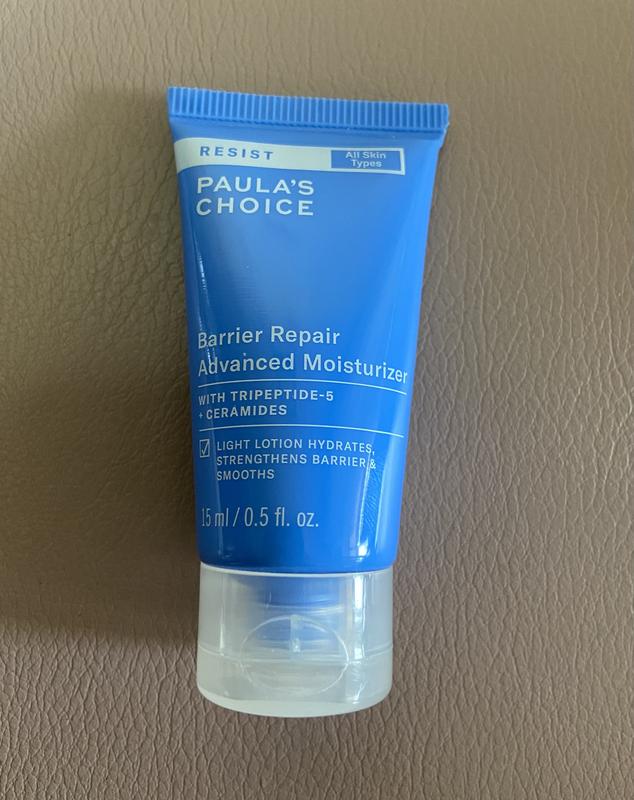 RESIST
All Skin
Types
PAULA'S
CHOICE
Barrier Repair
Advanced Moisturizer
WITH TRIPEPTIDE-5
+ CERAMIDES
LIGHT LOTION HYDRATES,
STRENGTHENS BARRIER &
SMOOTHS
15 ml / 0.5 fl. oz.